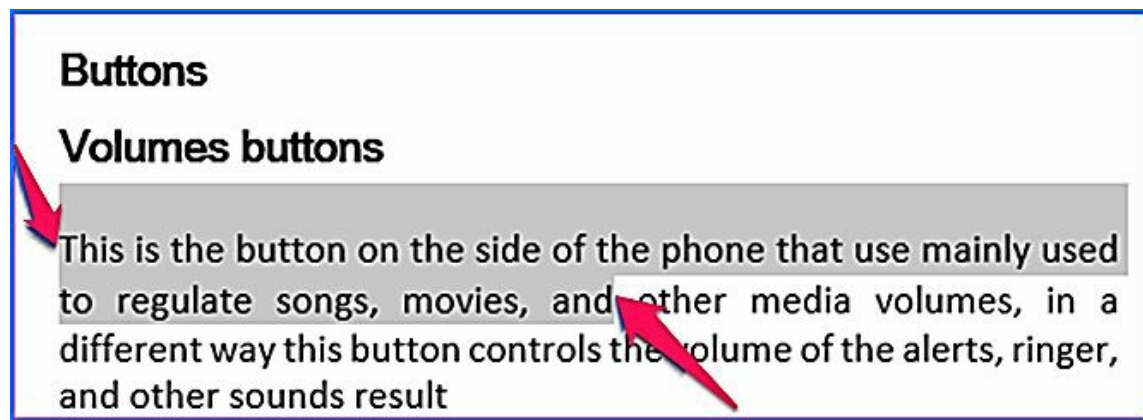 Buttons
Volumes buttons
This is the button on the side of the phone that use mainly used
to regulate songs, movies, and other media volumes, in a
different way this button controls the volume of the alerts, ringer,
and other sounds result